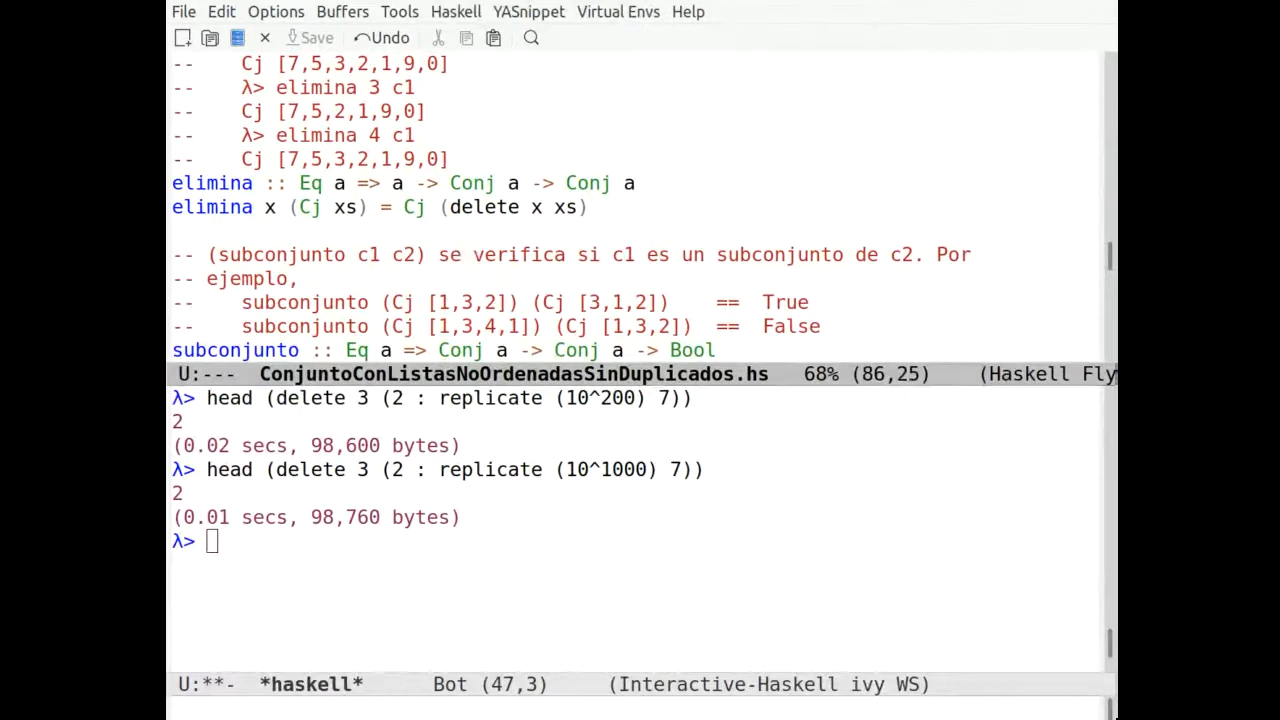 File Edit Options Buffers Tools Haskell YASnippet Virtual Envs Help
Save Undo
-- Cj [7,5,3,2,1,9,0]
-- λ> elimina 3 c1
-- Cj [7,5,2,1,9,0]
-- λ> elimina 4 c1
-- Cj [7,5,3,2,1,9,0]
elimina :: Eq a => a -> Conj a -> Conj a
elimina x (Cj xs) = Cj (delete x xs)
-- (subconjunto c1 c2) se verifica si c1 es un subconjunto de c2. Por
-- ejemplo,
-- subconjunto (Cj [1,3,2]) (Cj [3,1,2]) == True
-- subconjunto (Cj [1,3,4,1]) (Cj [1,3,2]) == False
subconjunto :: Eq a => Conj a -> Conj a -> Bool
U:--- ConjuntoConListasNoOrdenadasSinDuplicados.hs 68% (86,25) (Haskell Fly
λ> head (delete 3 (2 : replicate (10^200) 7))
2
(0.02 secs, 98,600 bytes)
λ> head (delete 3 (2 : replicate (10^1000) 7))
2
(0.01 secs, 98,760 bytes)
λ>
U:**- *haskell* Bot (47,3) (Interactive-Haskell ivy WS)